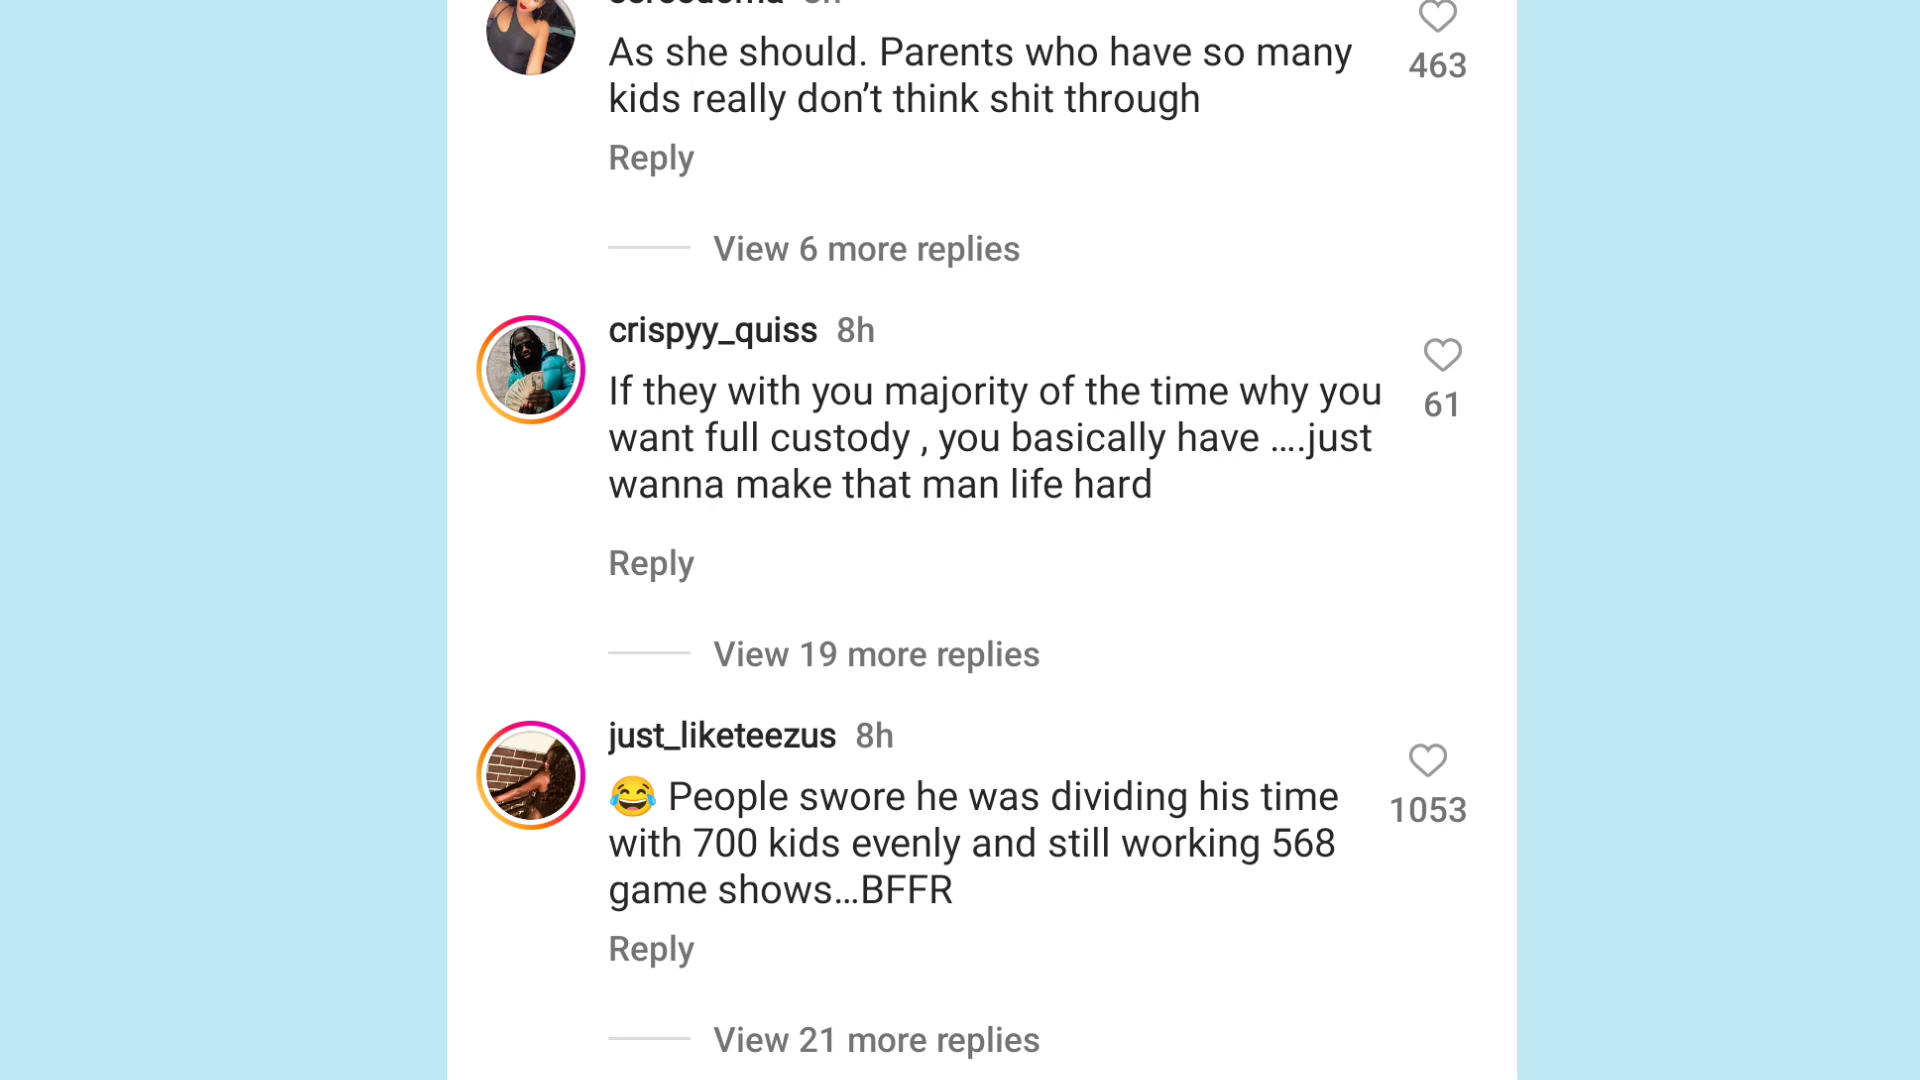 As she should. Parents who have so many
463
kids really don’t think shit through
Reply
View 6 more replies
crispyy_quiss 8h
If they with you majority of the time why you
61
want full custody , you basically have ....just
wanna make that man life hard
Reply
View 19 more replies
just_liketeezus 8h
😂 People swore he was dividing his time
1053
with 700 kids evenly and still working 568
game shows...BFFR
Reply
View 21 more replies